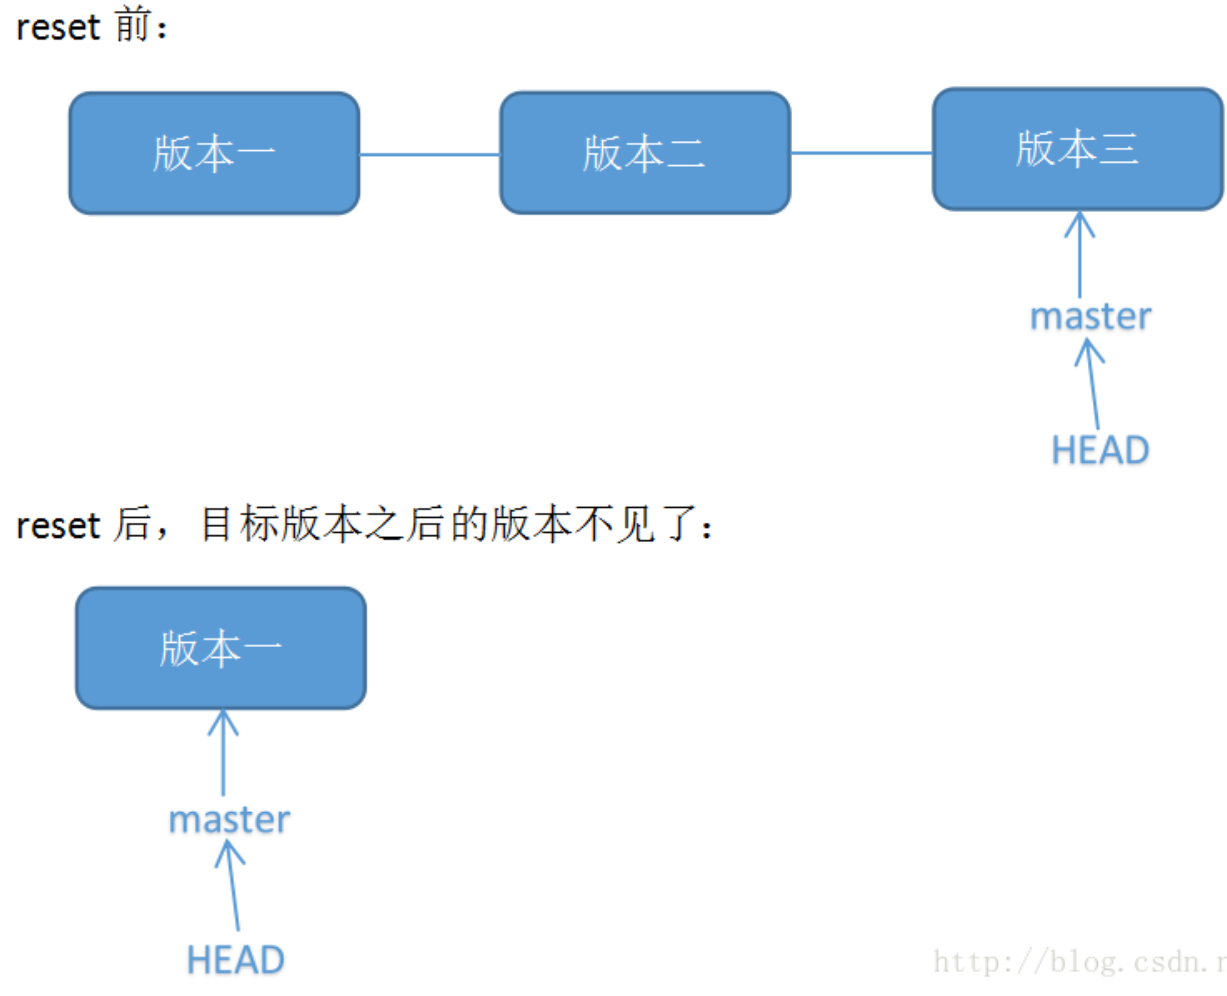 reset 前：
版本一
版本二
版本三
master
HEAD
reset 后，目标版本之后的版本不见了：
版本一
master
HEAD
http://blog.csdn.r